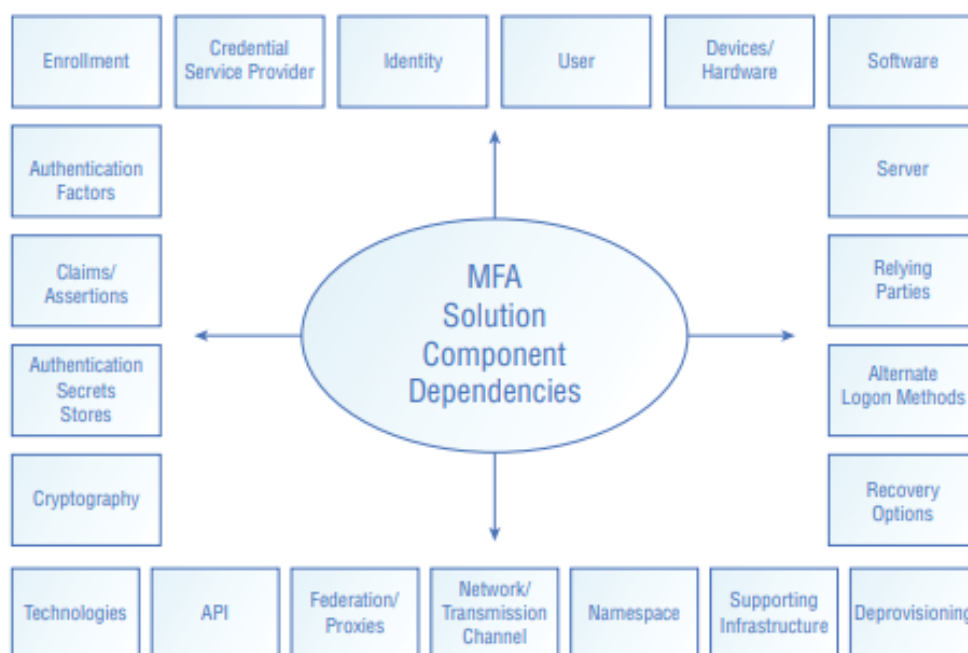 Enrollment
Credential
Service Provider
Identity
User
Devices/
Hardware
Software
Authentication
Factors
Server
Claims/
Assertions
MFA
Solution
Component
Dependencies
Relying
Parties
Authentication
Secrets
Stores
Alternate
Logon Methods
Cryptography
Recovery
Options
Technologies
API
Federation/
Proxies
Network/
Transmission
Channel
Namespace
Supporting
Infrastructure
Deprovisioning